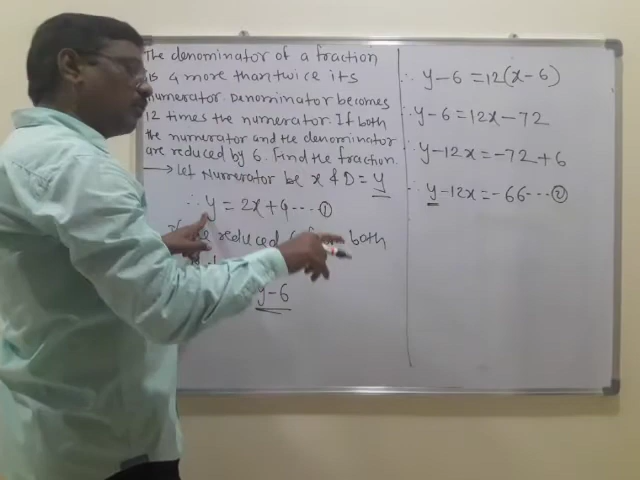 The denominator of a fraction
is 4 more than twice its
numerator. Denominator becomes
12 times the numerator. If both
the numerator and the denominator
are reduced by 6. Find the fraction.
→ Let Numerator be x & D = y
∴ y = 2x + 4 ... ①
reduced 6 both
y - 6
∴ y - 6 = 12(x - 6)
∴ y - 6 = 12x - 72
∴ y - 12x = -72 + 6
∴ y - 12x = -66 ... ②